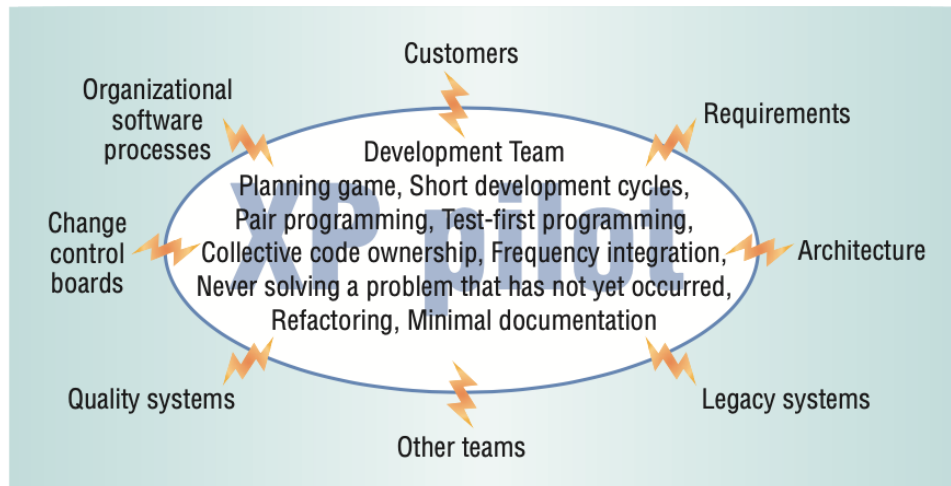 Customers
Organizational
software
processes
Requirements
Development Team
Planning game, Short development cycles,
Pair programming, Test-first programming,
Collective code ownership, Frequency integration,
Never solving a problem that has not yet occurred,
Refactoring, Minimal documentation
XP pilot
Change
control
boards
Architecture
Quality systems
Legacy systems
Other teams